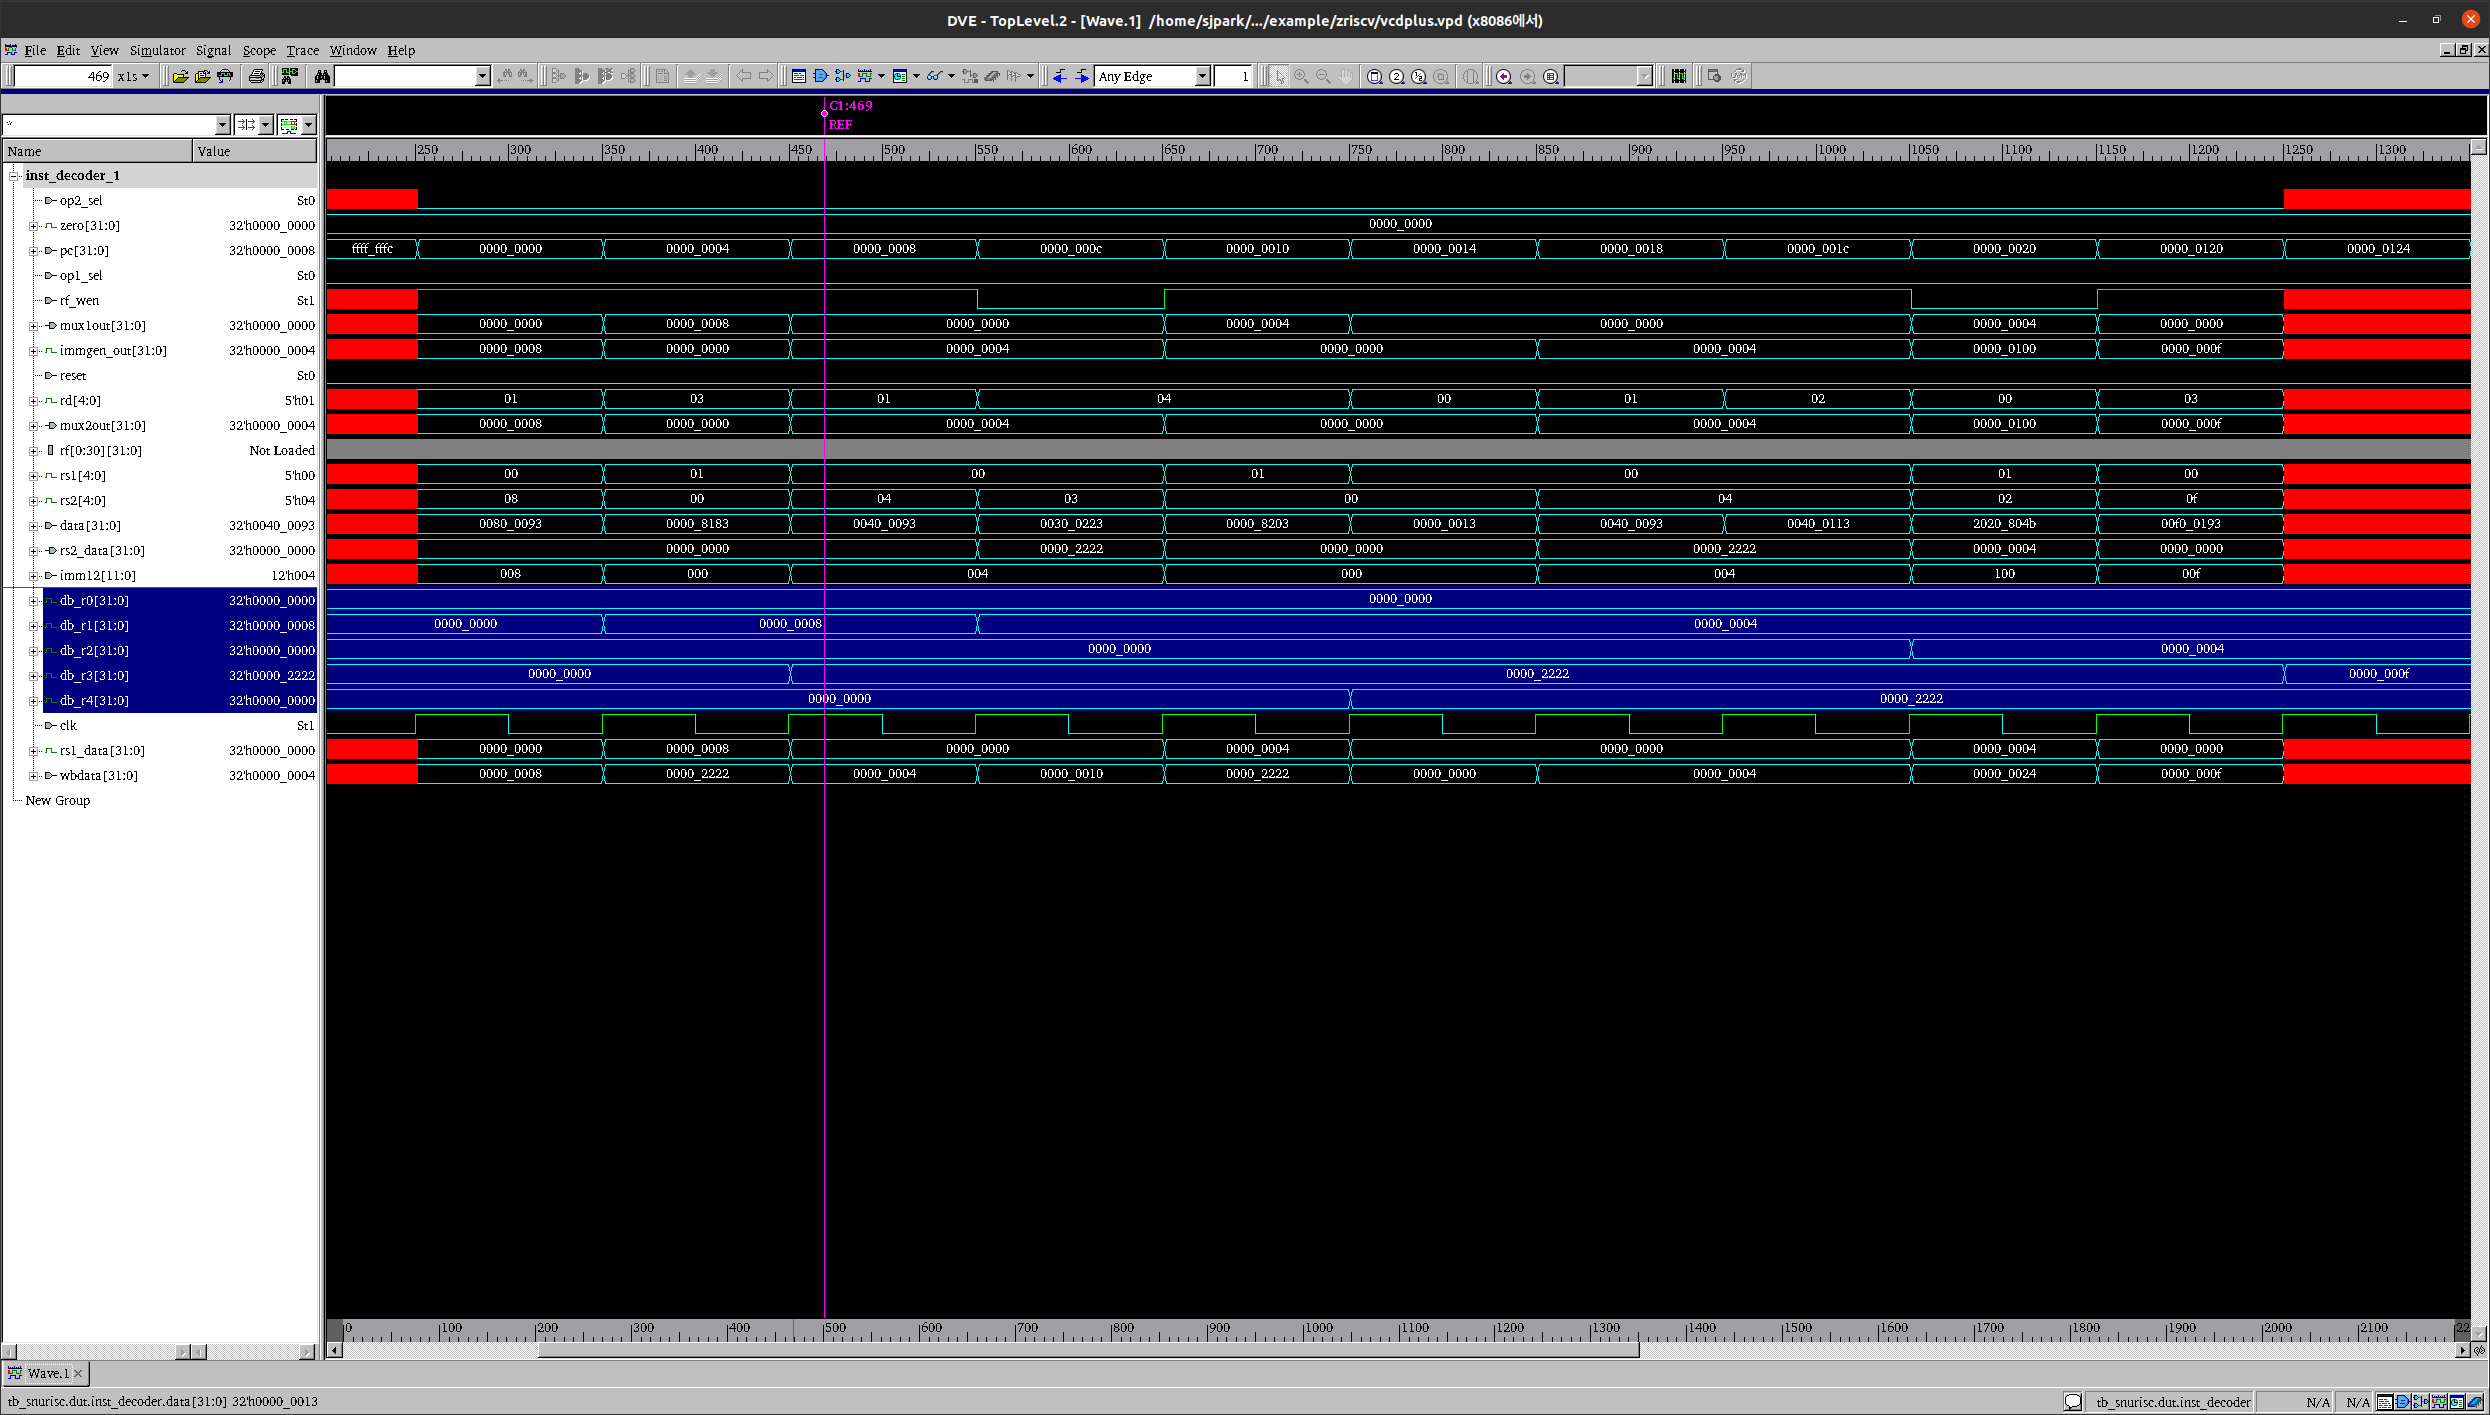 DVE - TopLevel.2 - [Wave.1] /home/sjpark/.../example/zriscv/vcdplus.vpd (x8086에서)
File Edit View Simulator Signal Scope Trace Window Help
469 x1s Any Edge 1
C1:469
REF
*
Name Value
250 300 350 400 450 500 550 600 650 700 750 800 850 900 950 1000 1050 1100 1150 1200 1250 1300
inst_decoder_1
op2_sel St0
zero[31:0] 32'h0000_0000 0000_0000
pc[31:0] 32'h0000_0008 ffff_fffc 0000_0000 0000_0004 0000_0008 0000_000c 0000_0010 0000_0014 0000_0018 0000_001c 0000_0020 0000_0120 0000_0124
op1_sel St0
rf_wen St1
mux1out[31:0] 32'h0000_0000 0000_0000 0000_0008 0000_0000 0000_0004 0000_0000 0000_0004 0000_0000
immgen_out[31:0] 32'h0000_0004 0000_0008 0000_0000 0000_0004 0000_0000 0000_0004 0000_0100 0000_000f
reset St0
rd[4:0] 5'h01 01 03 01 04 00 01 02 00 03
mux2out[31:0] 32'h0000_0004 0000_0008 0000_0000 0000_0004 0000_0000 0000_0004 0000_0100 0000_000f
rf[0:30][31:0] Not Loaded
rs1[4:0] 5'h00 00 01 00 01 00 01 00
rs2[4:0] 5'h04 08 00 04 03 00 04 02 0f
data[31:0] 32'h0040_0093 0080_0093 0000_8183 0040_0093 0030_0223 0000_8203 0000_0013 0040_0093 0040_0113 2020_804b 00f0_0193
rs2_data[31:0] 32'h0000_0000 0000_0000 0000_2222 0000_0000 0000_2222 0000_0004 0000_0000
imm12[11:0] 12'h004 008 000 004 000 004 100 00f
db_r0[31:0] 32'h0000_0000 0000_0000
db_r1[31:0] 32'h0000_0008 0000_0000 0000_0008 0000_0004
db_r2[31:0] 32'h0000_0000 0000_0000 0000_0004
db_r3[31:0] 32'h0000_2222 0000_0000 0000_2222 0000_000f
db_r4[31:0] 32'h0000_0000 0000_0000 0000_2222
clk St1
rs1_data[31:0] 32'h0000_0000 0000_0000 0000_0008 0000_0000 0000_0004 0000_0000 0000_0004 0000_0000
wbdata[31:0] 32'h0000_0004 0000_0008 0000_2222 0000_0004 0000_0010 0000_2222 0000_0000 0000_0004 0000_0024 0000_000f
New Group
0 100 200 300 400 500 600 700 800 900 1000 1100 1200 1300 1400 1500 1600 1700 1800 1900 2000 2100 22
Wave.1
tb_snurisc.dut.inst_decoder.data[31:0] 32'h0000_0013 tb_snurisc.dut.inst_decoder N/A N/A